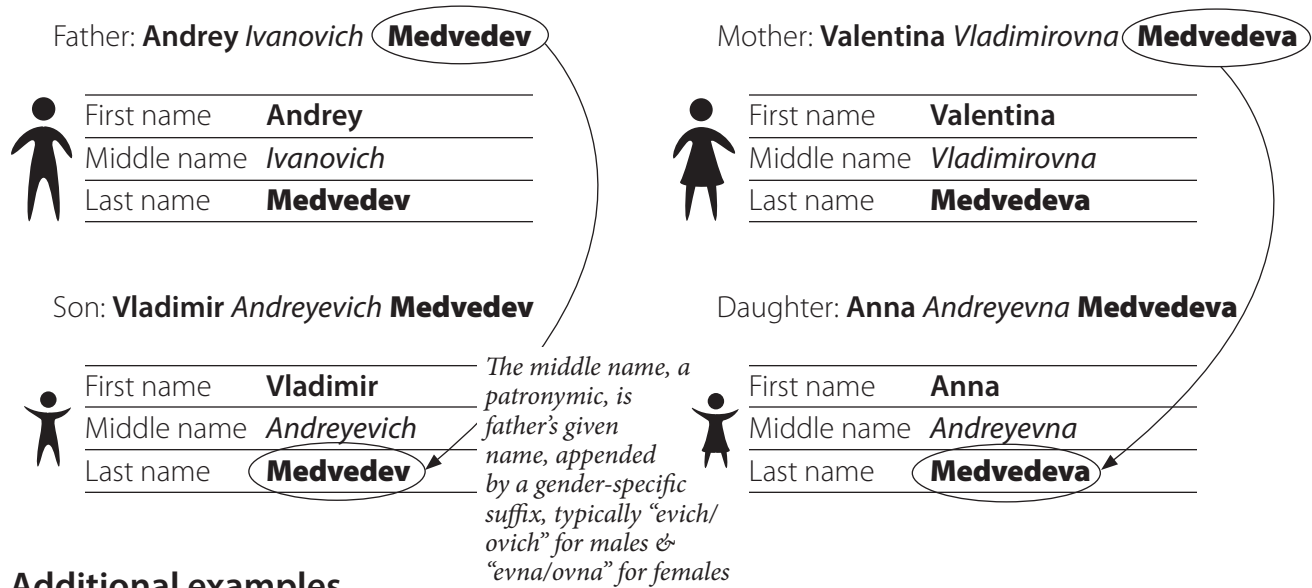 Father: Andrey Ivanovich Medvedev
First name Andrey
Middle name Ivanovich
Last name Medvedev
Mother: Valentina Vladimirovna Medvedeva
First name Valentina
Middle name Vladimirovna
Last name Medvedeva
Son: Vladimir Andreyevich Medvedev
First name Vladimir
Middle name Andreyevich
Last name Medvedev
The middle name, a
patronymic, is
father's given
name, appended
by a gender-specific
suffix, typically "evich/
ovich" for males &
"evna/ovna" for females
Daughter: Anna Andreyevna Medvedeva
First name Anna
Middle name Andreyevna
Last name Medvedeva
Additional examples